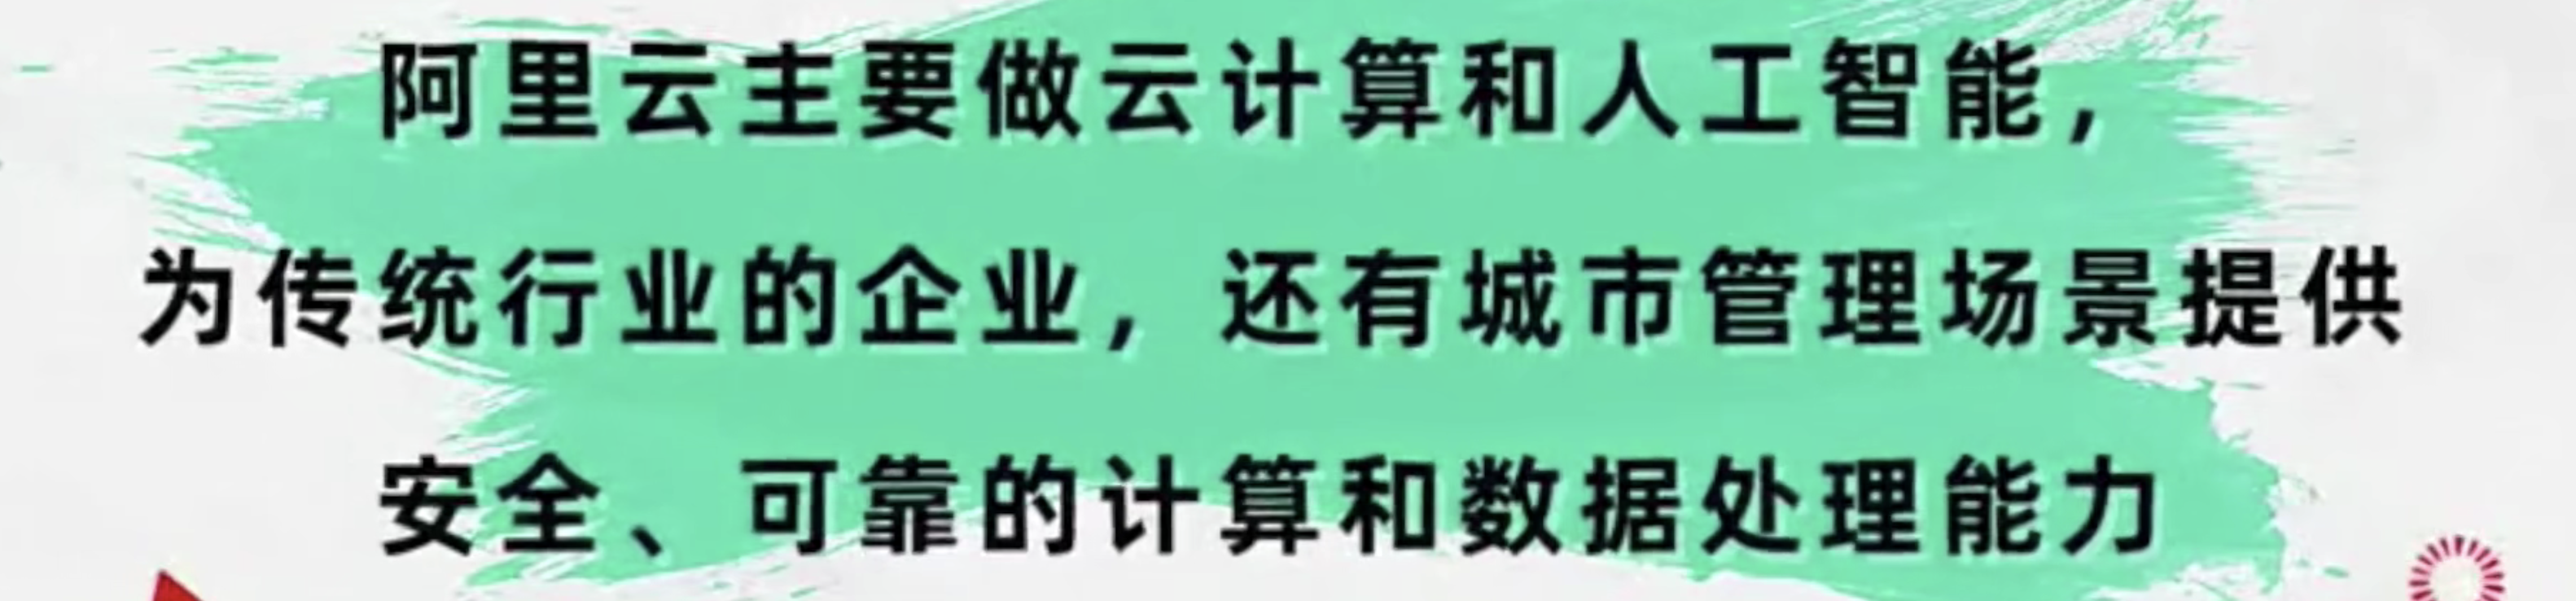 阿里云主要做云计算和人工智能，
为传统行业的企业，还有城市管理场景提供
安全、可靠的计算和数据处理能力